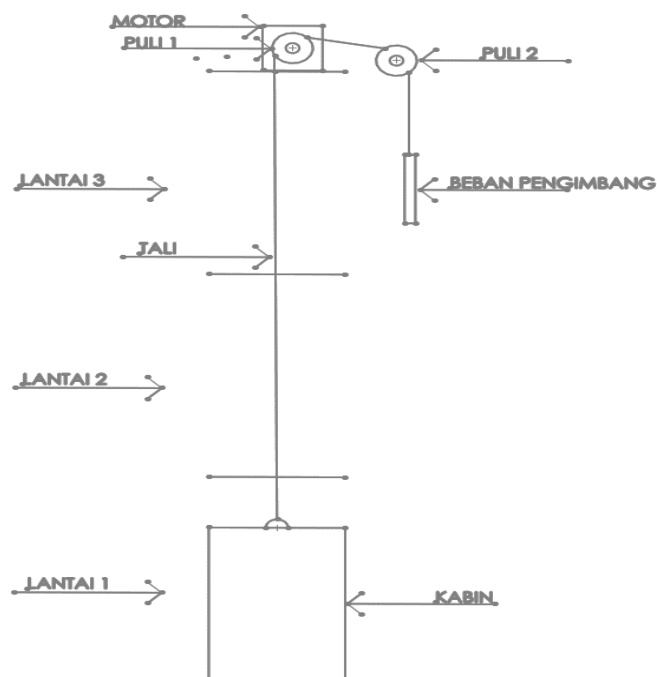 MOTOR
PULI 1
PULI 2
LANTAI 3
BEBAN PENGIMBANG
TALI
LANTAI 2
LANTAI 1
KABIN